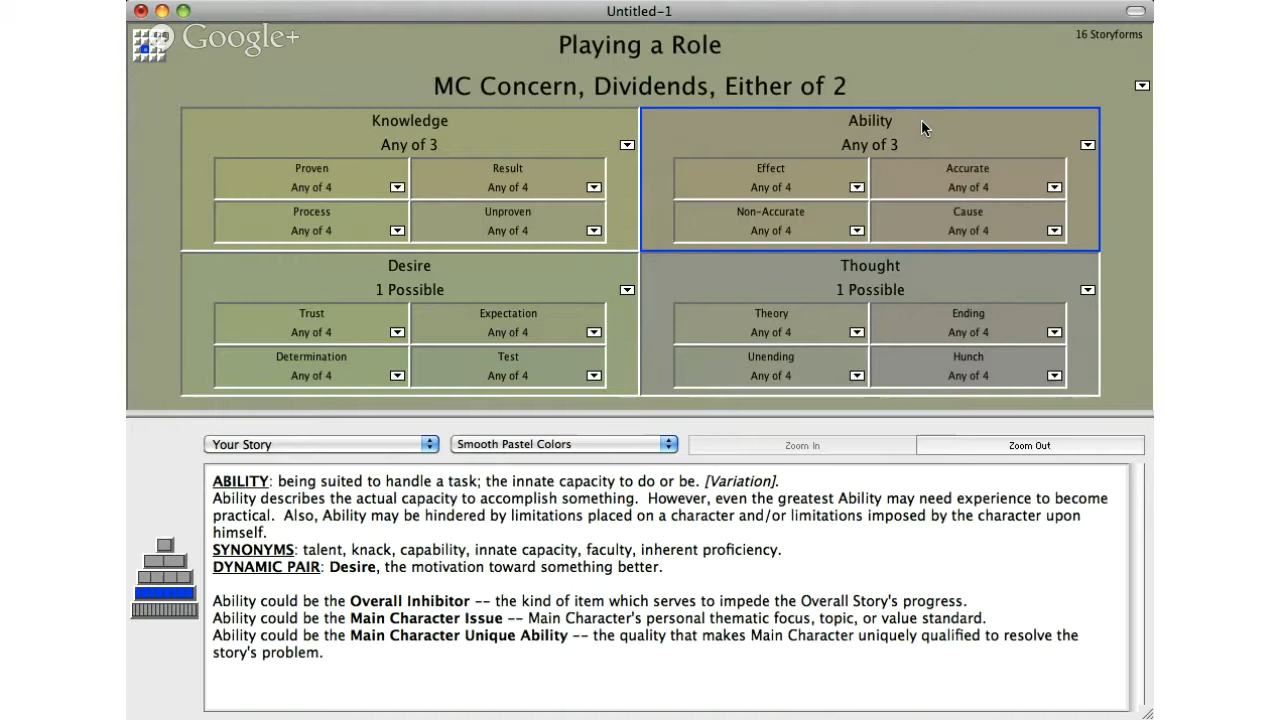 Untitled-1
Google+
16 Storyforms
Playing a Role
MC Concern, Dividends, Either of 2
Knowledge
Any of 3
Proven
Any of 4
Result
Any of 4
Process
Any of 4
Unproven
Any of 4
Ability
Any of 3
Effect
Any of 4
Accurate
Any of 4
Non-Accurate
Any of 4
Cause
Any of 4
Desire
1 Possible
Trust
Any of 4
Expectation
Any of 4
Determination
Any of 4
Test
Any of 4
Thought
1 Possible
Theory
Any of 4
Ending
Any of 4
Unending
Any of 4
Hunch
Any of 4
Your Story
Smooth Pastel Colors
Zoom In
Zoom Out
ABILITY: being suited to handle a task; the innate capacity to do or be. [Variation].
Ability describes the actual capacity to accomplish something. However, even the greatest Ability may need experience to become
practical. Also, Ability may be hindered by limitations placed on a character and/or limitations imposed by the character upon
himself.
SYNONYMS: talent, knack, capability, innate capacity, faculty, inherent proficiency.
DYNAMIC PAIR: Desire, the motivation toward something better.
Ability could be the Overall Inhibitor -- the kind of item which serves to impede the Overall Story's progress.
Ability could be the Main Character Issue -- Main Character's personal thematic focus, topic, or value standard.
Ability could be the Main Character Unique Ability -- the quality that makes Main Character uniquely qualified to resolve the
story's problem.